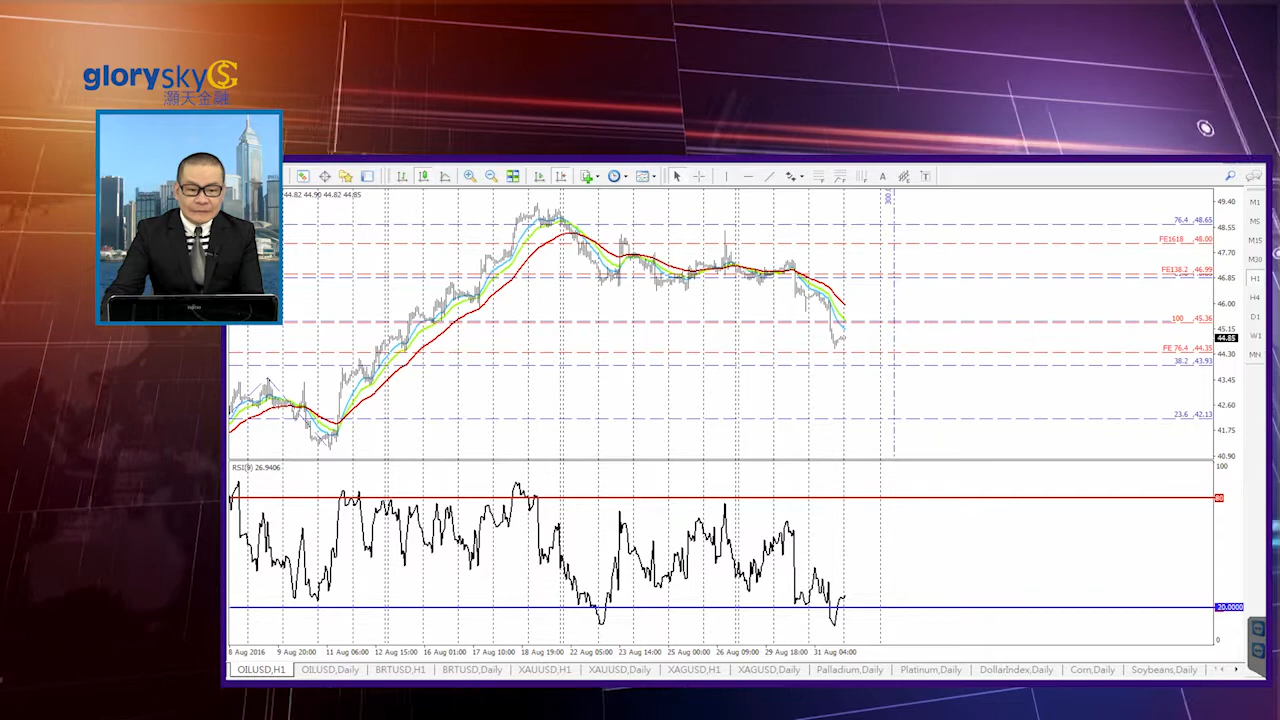 glorysky
灝天金融
44.82 44.90 44.82 44.85
A
T
300
M1
M5
M15
M30
H1
H4
D1
W1
MN
49.40
48.55
47.70
46.85
46.00
45.15
44.85
44.30
43.45
42.60
41.75
40.90
76.4 48.65
FE1618 48.00
FE138.2 46.99
100 45.36
FE 76.4 44.35
38.2 43.93
23.6 42.13
RSI(9) 26.9406
100
80
20.0000
0
8 Aug 2016 9 Aug 20:00 11 Aug 06:00 12 Aug 15:00 16 Aug 01:00 17 Aug 10:00 18 Aug 19:00 22 Aug 05:00 23 Aug 14:00 25 Aug 00:00 26 Aug 09:00 29 Aug 18:00 31 Aug 04:00
OILUSD,H1 OILUSD,Daily BRTUSD,H1 BRTUSD,Daily XAUUSD,H1 XAUUSD,Daily XAGUSD,H1 XAGUSD,Daily Palladium,Daily Platinum,Daily DollarIndex,Daily Corn,Daily Soybeans,Daily